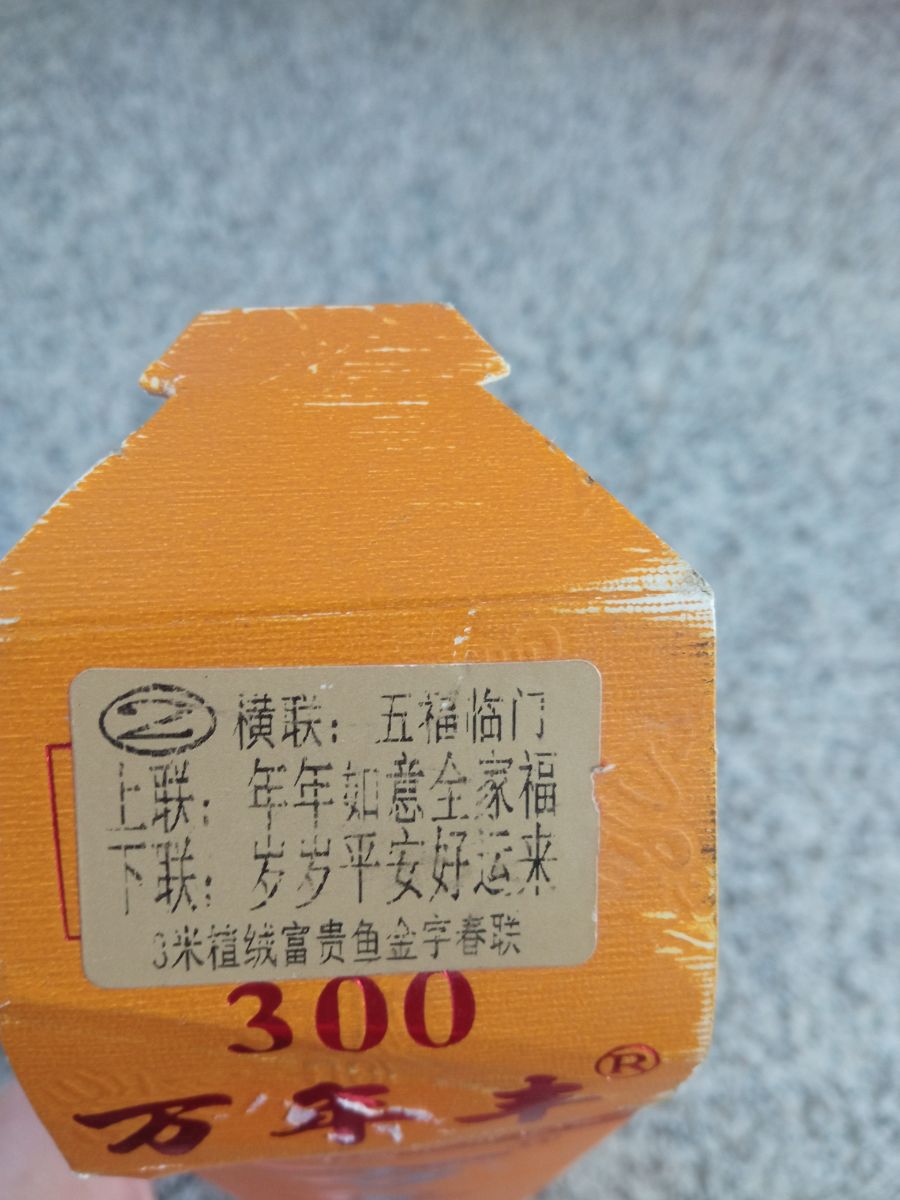 ② 横联：五福临门
上联：年年如意全家福
下联：岁岁平安好运来
3米植绒富贵鱼金字春联
300
万年丰®